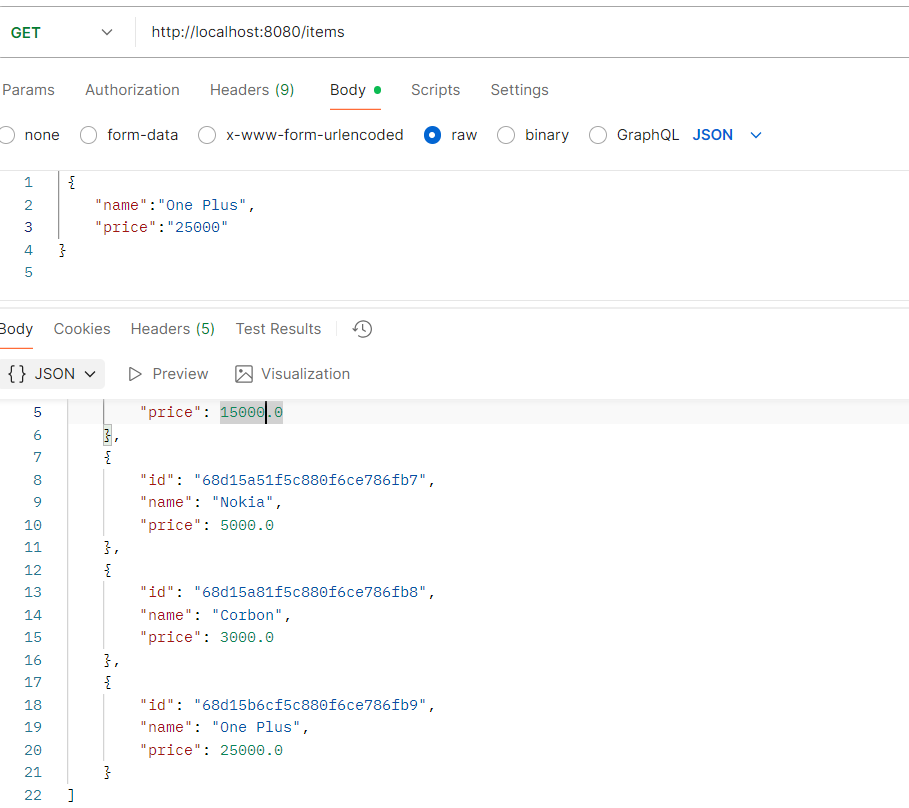 GET http://localhost:8080/items
Params Authorization Headers (9) Body Scripts Settings
none form-data x-www-form-urlencoded raw binary GraphQL JSON
1 {
2 "name":"One Plus",
3 "price":"25000"
4 }
5
Body Cookies Headers (5) Test Results
{} JSON Preview Visualization
5 "price": 15000.0
6 },
7 {
8 "id": "68d15a51f5c880f6ce786fb7",
9 "name": "Nokia",
10 "price": 5000.0
11 },
12 {
13 "id": "68d15a81f5c880f6ce786fb8",
14 "name": "Corbon",
15 "price": 3000.0
16 },
17 {
18 "id": "68d15b6cf5c880f6ce786fb9",
19 "name": "One Plus",
20 "price": 25000.0
21 }
22 ]